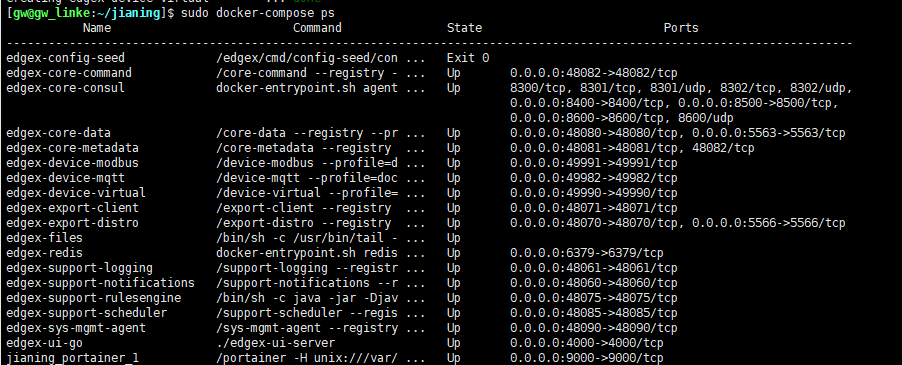 [gw@gw_linke:~/jianing]$ sudo docker-compose ps
Name Command State Ports
--------------------------------------------------------------------------------------------------------------------
edgex-config-seed /edgex/cmd/config-seed/con ... Exit 0
edgex-core-command /core-command --registry - ... Up 0.0.0.0:48082->48082/tcp
edgex-core-consul docker-entrypoint.sh agent ... Up 8300/tcp, 8301/tcp, 8301/udp, 8302/tcp, 8302/udp,
0.0.0.0:8400->8400/tcp, 0.0.0.0:8500->8500/tcp,
0.0.0.0:8600->8600/tcp, 8600/udp
edgex-core-data /core-data --registry --pr ... Up 0.0.0.0:48080->48080/tcp, 0.0.0.0:5563->5563/tcp
edgex-core-metadata /core-metadata --registry ... Up 0.0.0.0:48081->48081/tcp, 48082/tcp
edgex-device-modbus /device-modbus --profile=d ... Up 0.0.0.0:49991->49991/tcp
edgex-device-mqtt /device-mqtt --profile=doc ... Up 0.0.0.0:49982->49982/tcp
edgex-device-virtual /device-virtual --profile= ... Up 0.0.0.0:49990->49990/tcp
edgex-export-client /export-client --registry ... Up 0.0.0.0:48071->48071/tcp
edgex-export-distro /export-distro --registry ... Up 0.0.0.0:48070->48070/tcp, 0.0.0.0:5566->5566/tcp
edgex-files /bin/sh -c /usr/bin/tail - ... Up
edgex-redis docker-entrypoint.sh redis ... Up 0.0.0.0:6379->6379/tcp
edgex-support-logging /support-logging --registr ... Up 0.0.0.0:48061->48061/tcp
edgex-support-notifications /support-notifications --r ... Up 0.0.0.0:48060->48060/tcp
edgex-support-rulesengine /bin/sh -c java -jar -Djav ... Up 0.0.0.0:48075->48075/tcp
edgex-support-scheduler /support-scheduler --regis ... Up 0.0.0.0:48085->48085/tcp
edgex-sys-mgmt-agent /sys-mgmt-agent --registry ... Up 0.0.0.0:48090->48090/tcp
edgex-ui-go ./edgex-ui-server Up 0.0.0.0:4000->4000/tcp
jianing_portainer_1 /portainer -H unix:///var/ ... Up 0.0.0.0:9000->9000/tcp